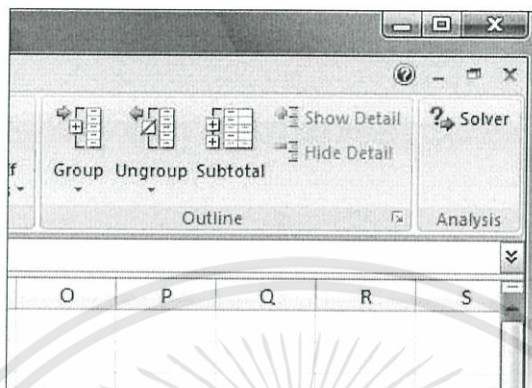 Show Detail
Hide Detail
Solver
Group Ungroup Subtotal
Outline
Analysis
O P Q R S